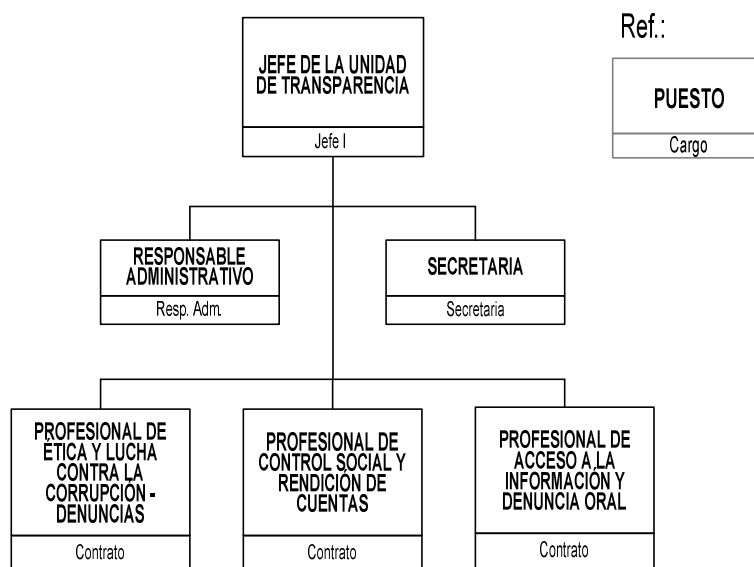 Ref.:
JEFE DE LA UNIDAD
DE TRANSPARENCIA
Jefe I
PUESTO
Cargo
RESPONSABLE
ADMINISTRATIVO
Resp. Adm.
SECRETARIA
Secretaria
PROFESIONAL DE
ÉTICA Y LUCHA
CONTRA LA
CORRUPCIÓN -
DENUNCIAS
Contrato
PROFESIONAL DE
CONTROL SOCIAL Y
RENDICIÓN DE
CUENTAS
Contrato
PROFESIONAL DE
ACCESO A LA
INFORMACIÓN Y
DENUNCIA ORAL
Contrato